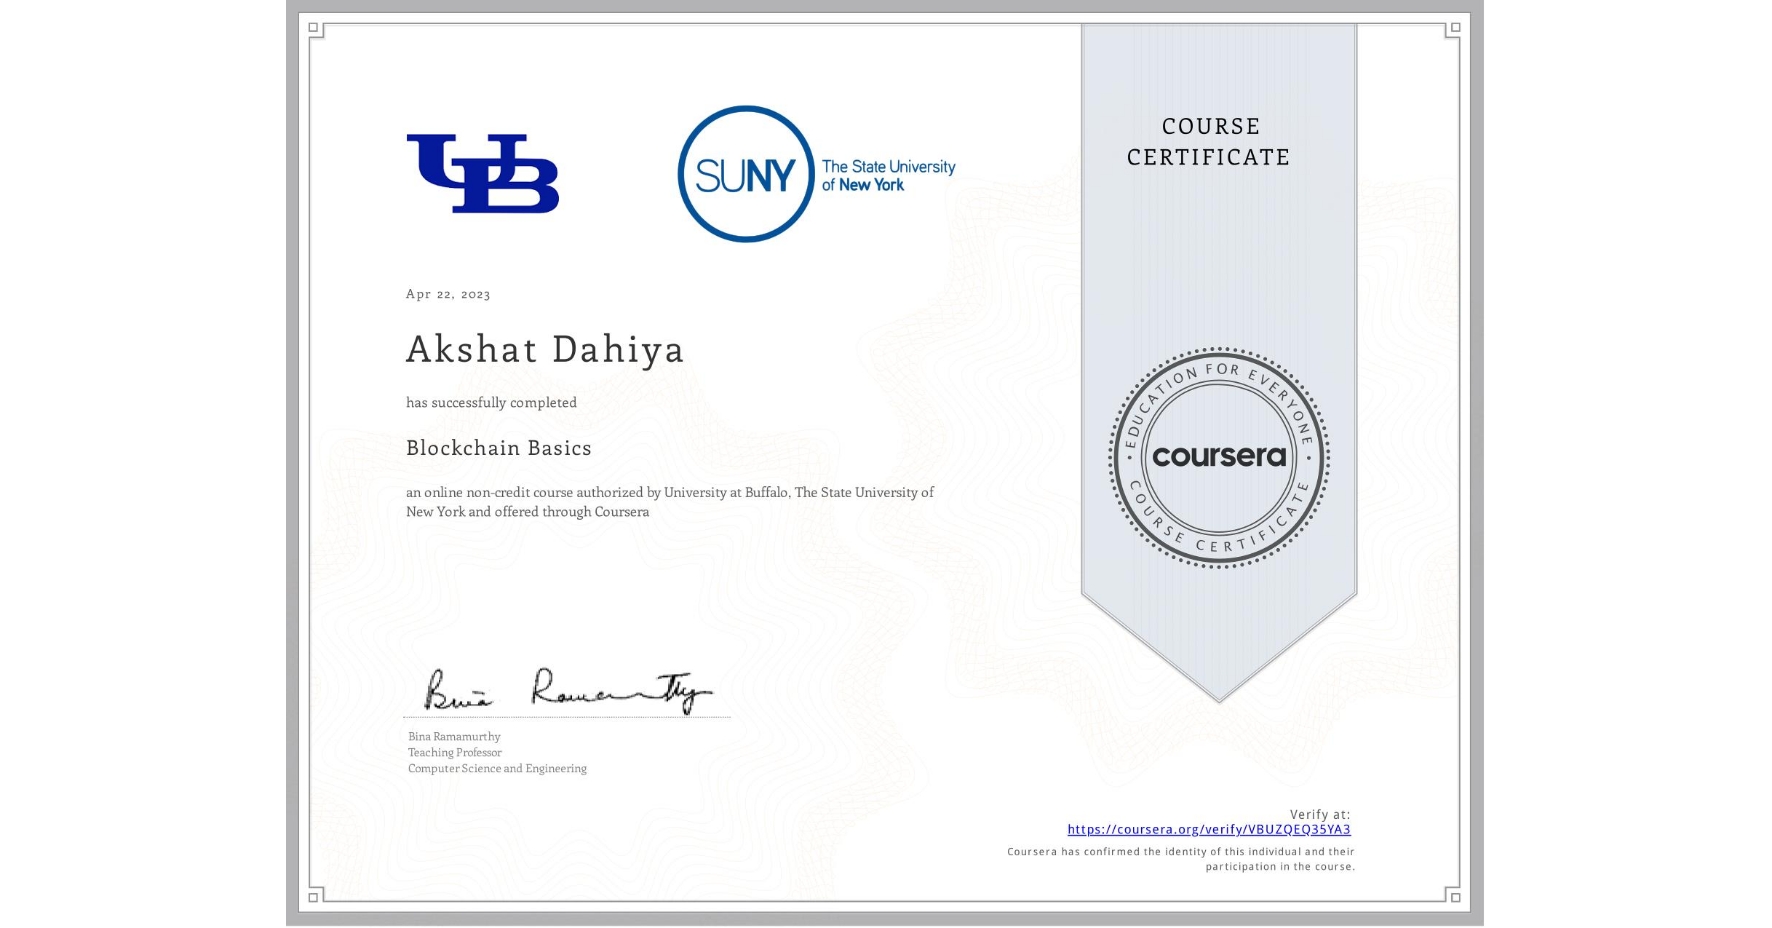 UB
SUNY
The State University
of New York
COURSE
CERTIFICATE
Apr 22, 2023
Akshat Dahiya
has successfully completed
Blockchain Basics
an online non-credit course authorized by University at Buffalo, The State University of
New York and offered through Coursera
EDUCATION FOR EVERYONE
coursera
COURSE CERTIFICATE
Bina Ramamurthy
Bina Ramamurthy
Teaching Professor
Computer Science and Engineering
Verify at:
https://coursera.org/verify/VBUZQEQ35YA3
Coursera has confirmed the identity of this individual and their
participation in the course.